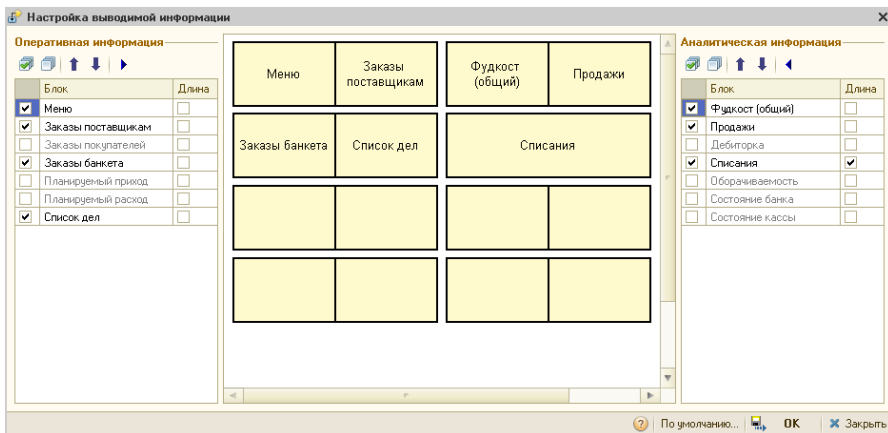 Настройка выводимой информации
Оперативная информация
Блок Длина
Меню
Заказы поставщикам
Заказы покупателей
Заказы банкета
Планируемый приход
Планируемый расход
Список дел
Меню Заказы поставщикам Фудкост (общий) Продажи
Заказы банкета Список дел Списания
Аналитическая информация
Блок Длина
Фудкост (общий)
Продажи
Дебиторка
Списания
Оборачиваемость
Состояние банка
Состояние кассы
По умолчанию... OK Закрыть